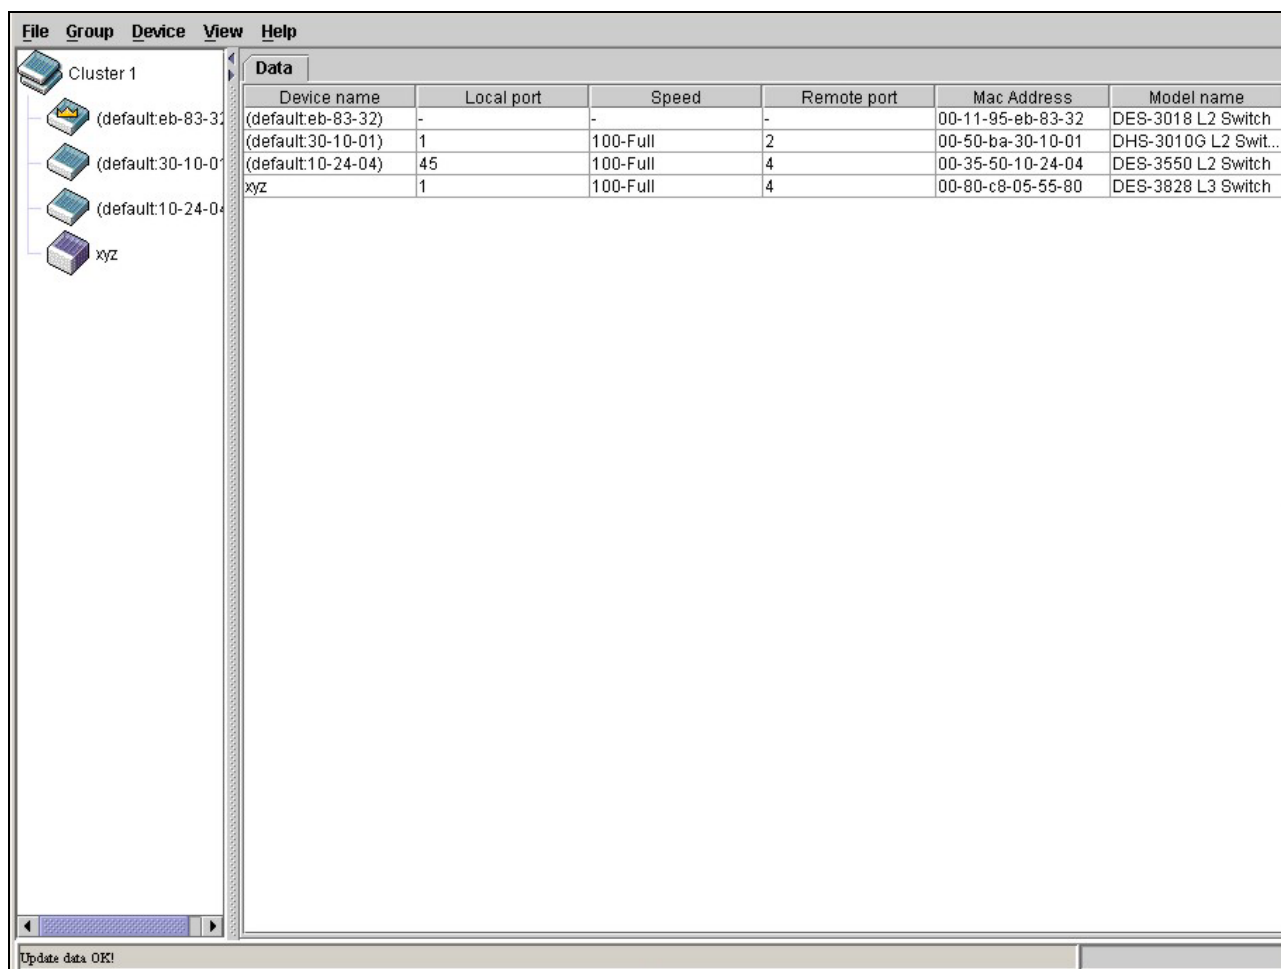 File Group Device View Help
Cluster 1
(default:eb-83-32
(default:30-10-01
(default:10-24-04
xyz
Data
Device name Local port Speed Remote port Mac Address Model name
(default:eb-83-32) - - - 00-11-95-eb-83-32 DES-3018 L2 Switch
(default:30-10-01) 1 100-Full 2 00-50-ba-30-10-01 DHS-3010G L2 Swit...
(default:10-24-04) 45 100-Full 4 00-35-50-10-24-04 DES-3550 L2 Switch
xyz 1 100-Full 4 00-80-c8-05-55-80 DES-3828 L3 Switch
Update data OK!